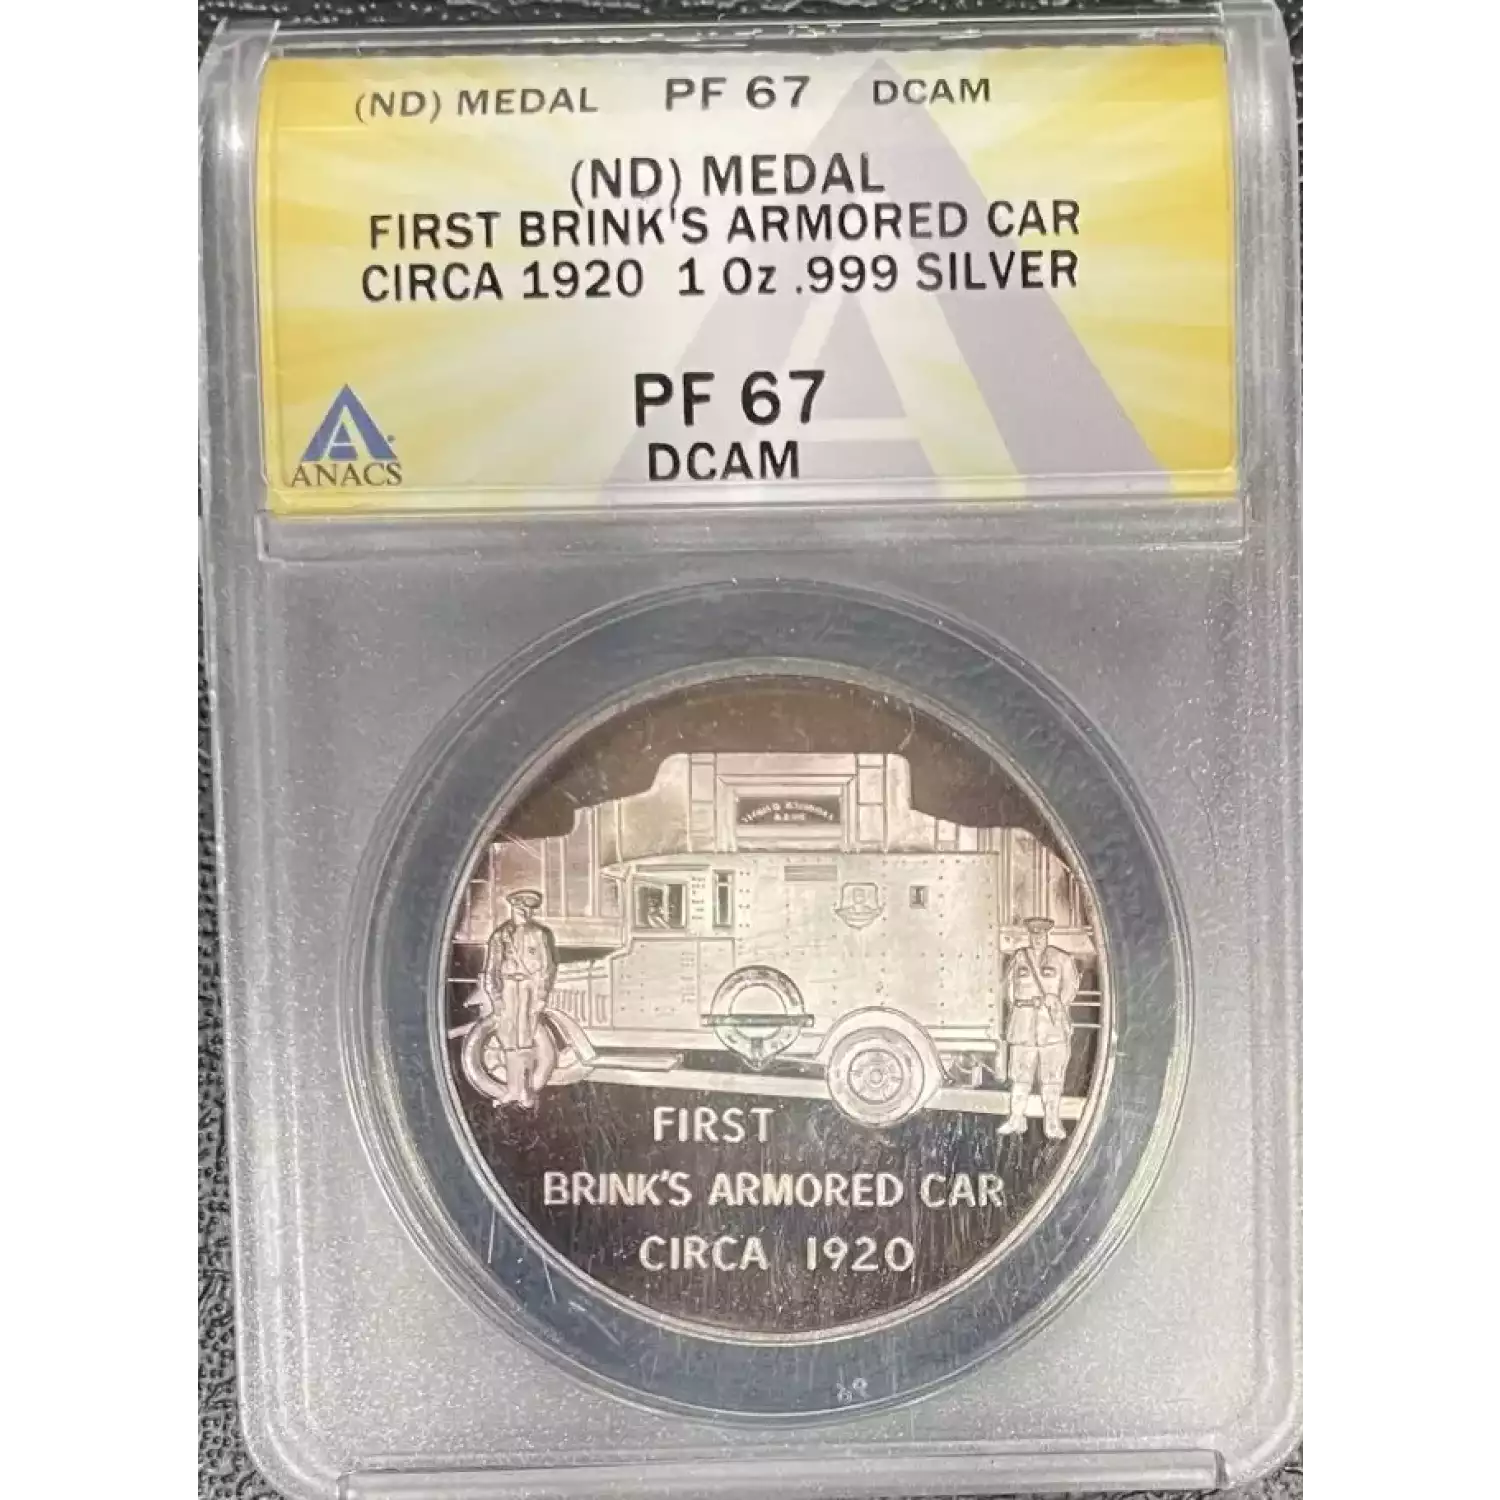 (ND) MEDAL PF 67 DCAM
(ND) MEDAL
FIRST BRINK'S ARMORED CAR
CIRCA 1920 1 Oz .999 SILVER
PF 67
DCAM
ANACS
FIRST
BRINK'S ARMORED CAR
CIRCA 1920